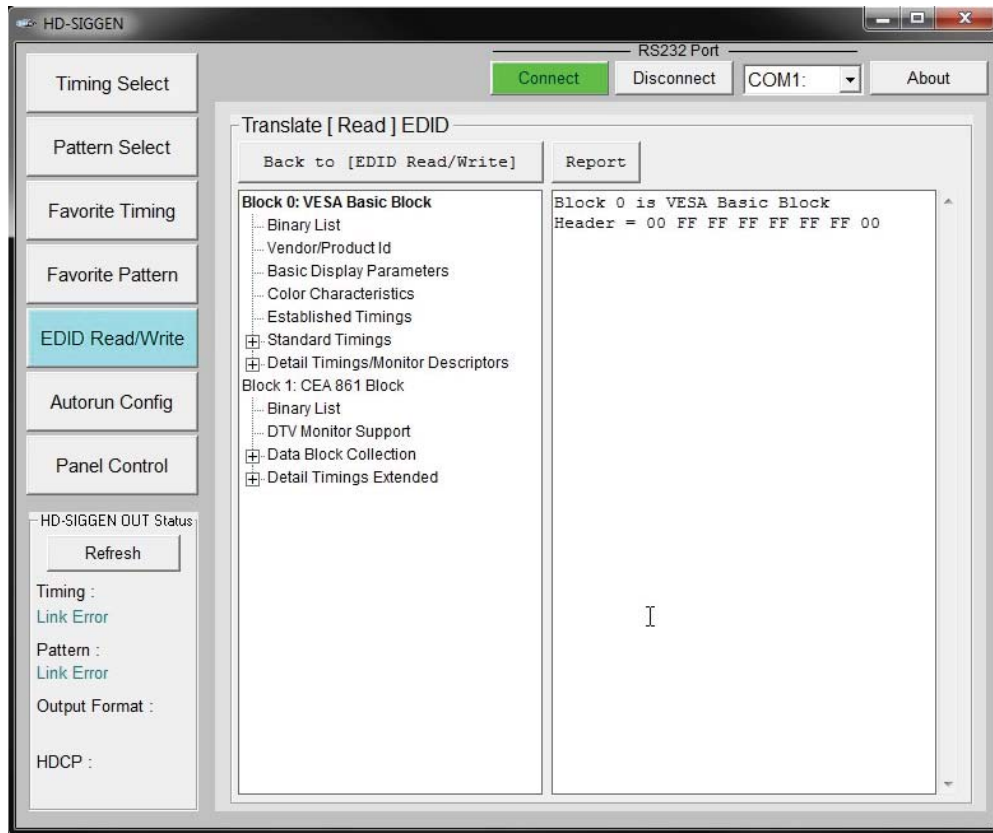 HD-SIGGEN
RS232 Port
Timing Select
Connect
Disconnect
COM1:
About
Pattern Select
Favorite Timing
Favorite Pattern
EDID Read/Write
Autorun Config
Panel Control
Translate [ Read ] EDID
Back to [EDID Read/Write]
Report
Block 0: VESA Basic Block
Binary List
Vendor/Product Id
Basic Display Parameters
Color Characteristics
Established Timings
Standard Timings
Detail Timings/Monitor Descriptors
Block 1: CEA 861 Block
Binary List
DTV Monitor Support
Data Block Collection
Detail Timings Extended
Block 0 is VESA Basic Block
Header = 00 FF FF FF FF FF FF 00
HD-SIGGEN OUT Status
Refresh
Timing :
Link Error
Pattern :
Link Error
Output Format :
HDCP :